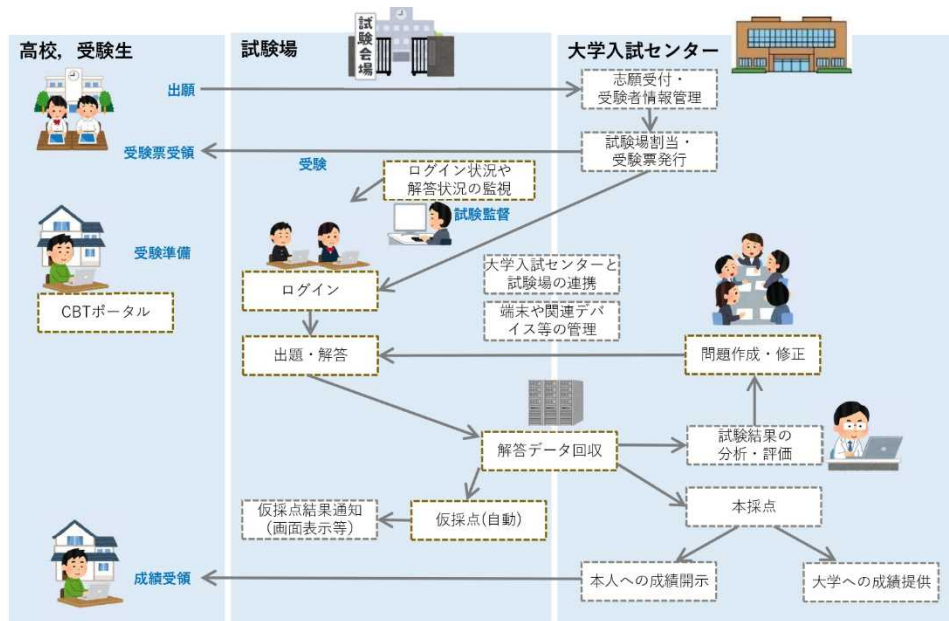 高校，受験生
試験場
試験会場
大学入試センター
出願
志願受付・
受験者情報管理
受験票受領
試験場割当・
受験票発行
受験
ログイン状況や
解答状況の監視
試験監督
受験準備
CBTポータル
ログイン
大学入試センターと
試験場の連携
端末や関連デバ
イス等の管理
出題・解答
問題作成・修正
解答データ回収
試験結果の
分析・評価
仮採点結果通知
(画面表示等)
仮採点(自動)
本採点
成績受領
本人への成績開示
大学への成績提供